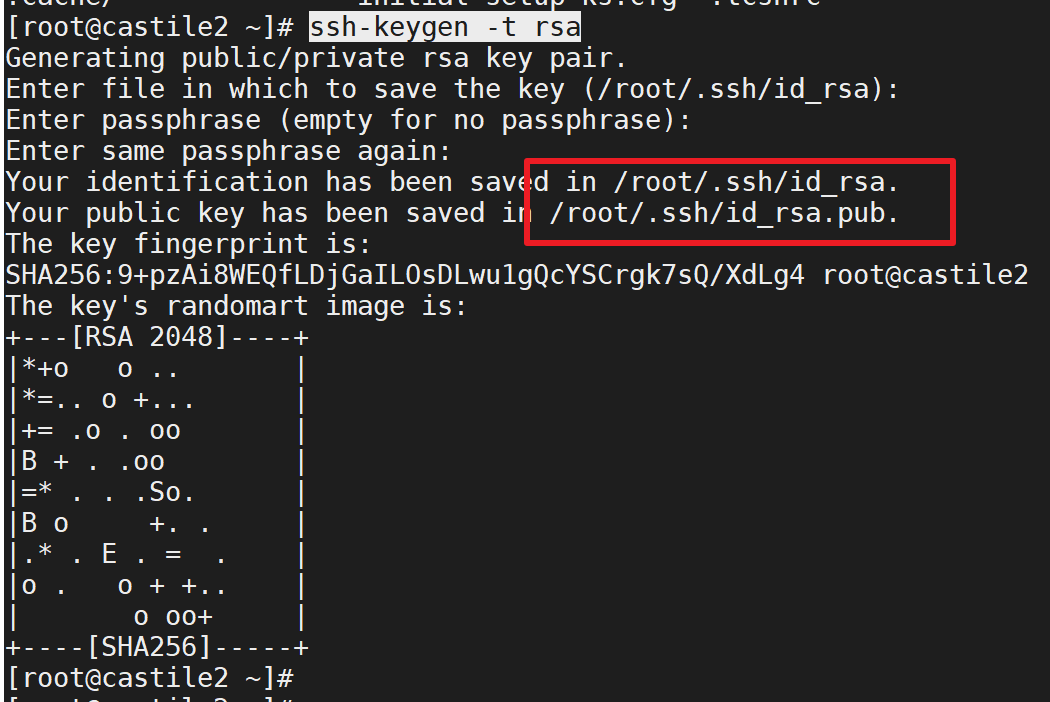 [root@castile2 ~]# ssh-keygen -t rsa
Generating public/private rsa key pair.
Enter file in which to save the key (/root/.ssh/id_rsa):
Enter passphrase (empty for no passphrase):
Enter same passphrase again:
Your identification has been saved in /root/.ssh/id_rsa.
Your public key has been saved in /root/.ssh/id_rsa.pub.
The key fingerprint is:
SHA256:9+pzAi8WEQfLDjGaILOsDLwu1gQcYSCrgk7sQ/XdLg4 root@castile2
The key's randomart image is:
+---[RSA 2048]----+
|*+o   o ..       |
|*=.. o +...      |
|+= .o . oo       |
|B + . .oo        |
|=* . . .So.      |
|B o     +. .     |
|.* . E . =  .    |
|o .   o + +..    |
|       o oo+     |
+----[SHA256]-----+
[root@castile2 ~]#